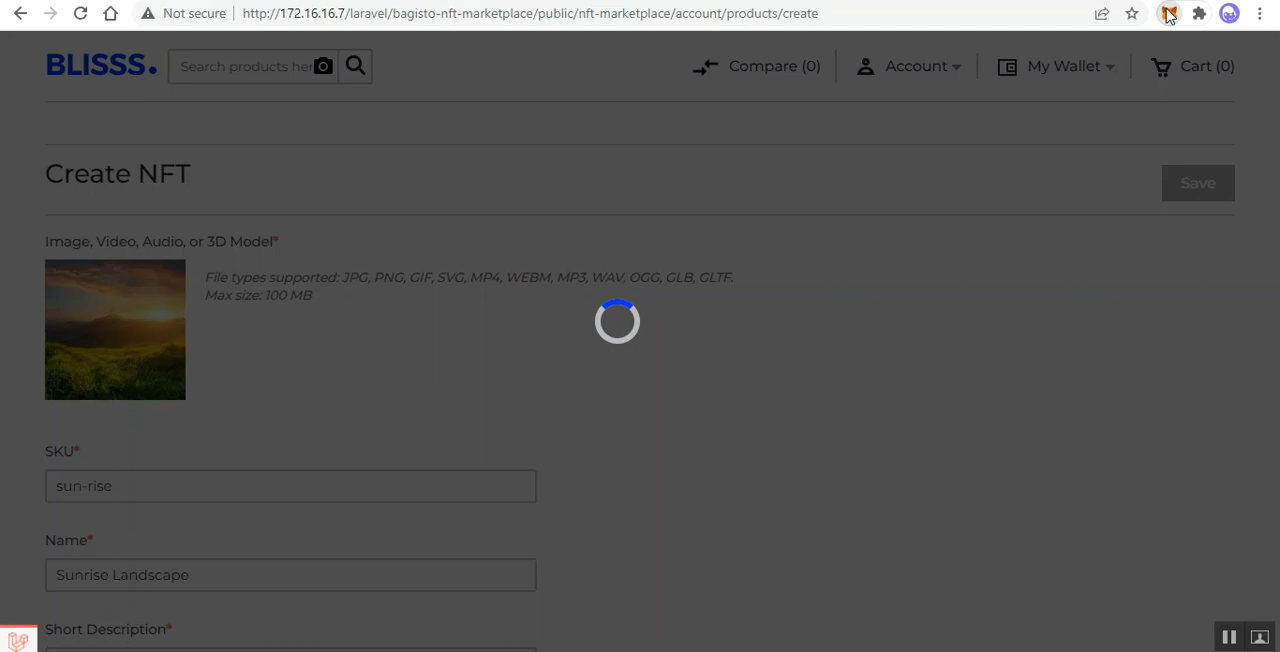 Not secure
http://172.16.16.7/laravel/bagisto-nft-marketplace/public/nft-marketplace/account/products/create
BLISSS.
Search products her
Compare (0)
Account
My Wallet
Cart (0)
Create NFT
Save
Image, Video, Audio, or 3D Model*
File types supported: JPG, PNG, GIF, SVG, MP4, WEBM, MP3, WAV, OGG, GLB, GLTF.
Max size: 100 MB
SKU*
sun-rise
Name*
Sunrise Landscape
Short Description*